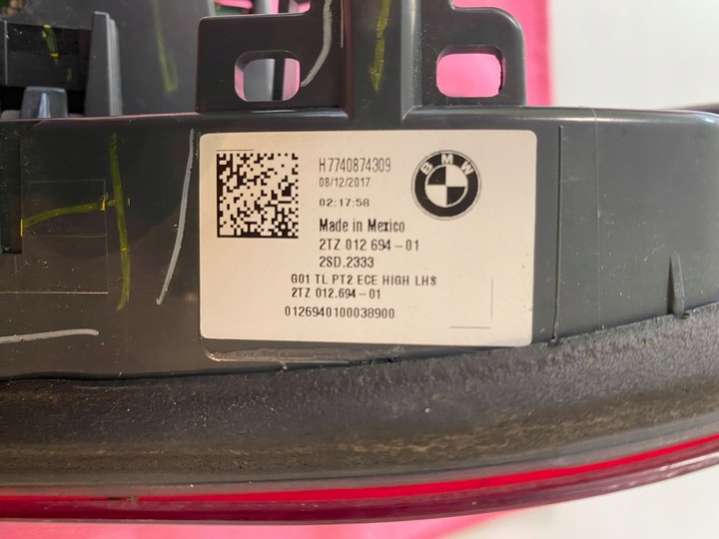 H7740874309
08/12/2017
02:17:58
BMW
Made in Mexico
2TZ 012 694-01
2SD.2333
G01 TL PT2 ECE HIGH LHS
2TZ 012.694-01
0126940100038900